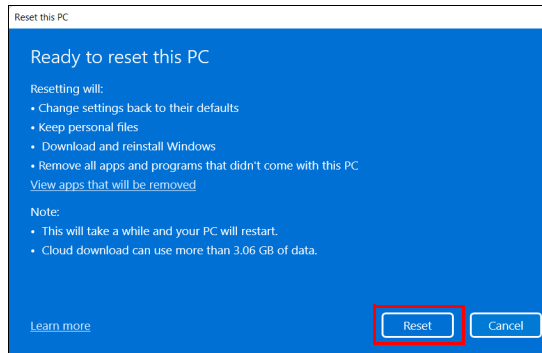 Reset this PC
Ready to reset this PC
Resetting will:
• Change settings back to their defaults
• Keep personal files
• Download and reinstall Windows
• Remove all apps and programs that didn't come with this PC
View apps that will be removed
Note:
• This will take a while and your PC will restart.
• Cloud download can use more than 3.06 GB of data.
Learn more
Reset
Cancel